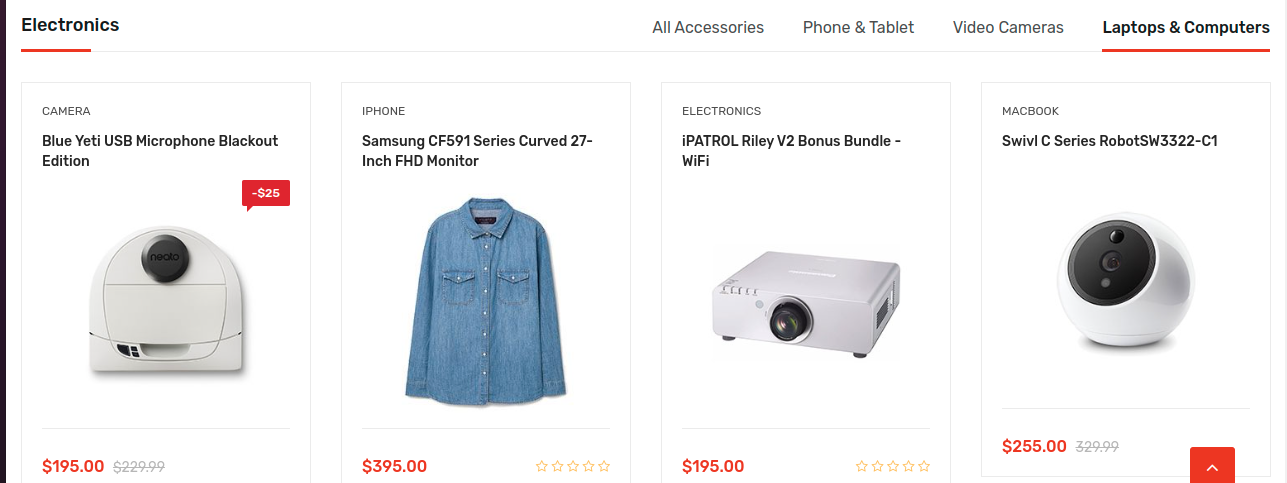 Electronics
All Accessories
Phone & Tablet
Video Cameras
Laptops & Computers
CAMERA
Blue Yeti USB Microphone Blackout
Edition
-$25
neato
$195.00 $229.99
IPHONE
Samsung CF591 Series Curved 27-
Inch FHD Monitor
$395.00
ELECTRONICS
iPATROL Riley V2 Bonus Bundle -
WiFi
$195.00
MACBOOK
Swivl C Series RobotSW3322-C1
$255.00 329.99